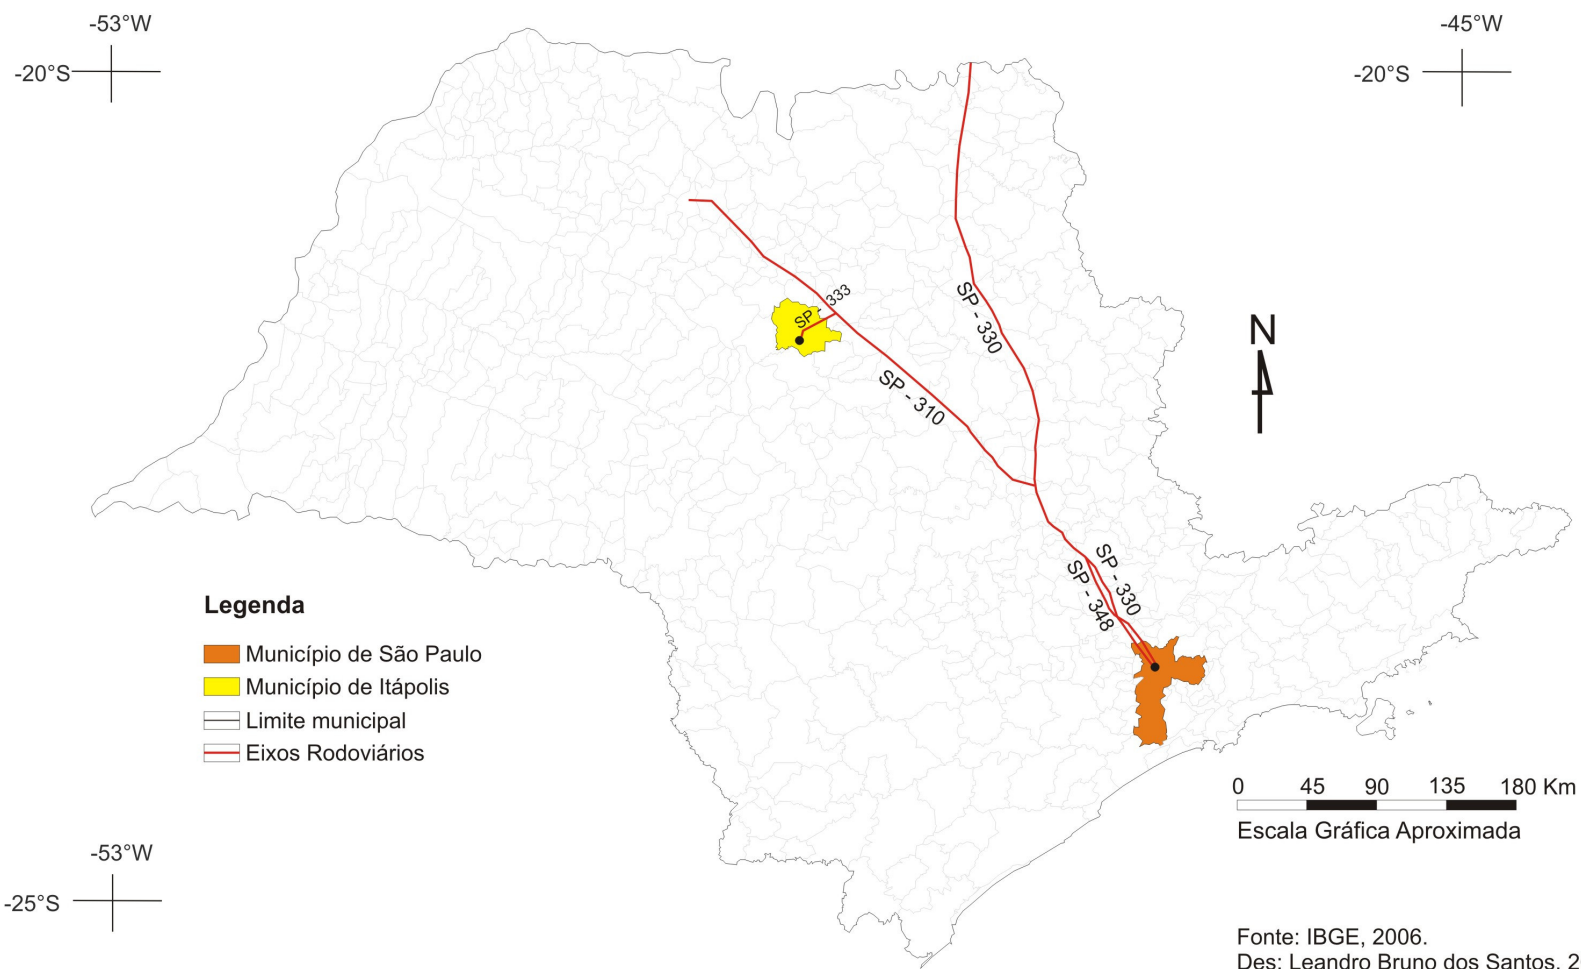 -53°W
-45°W
-20°S
-20°S
SP - 333
SP - 330
N
SP - 310
SP - 330
SP - 348
Legenda
Município de São Paulo
Município de Itápolis
Limite municipal
Eixos Rodoviários
0 45 90 135 180 Km
Escala Gráfica Aproximada
-53°W
-25°S
Fonte: IBGE, 2006.
Des: Leandro Bruno dos Santos, 2